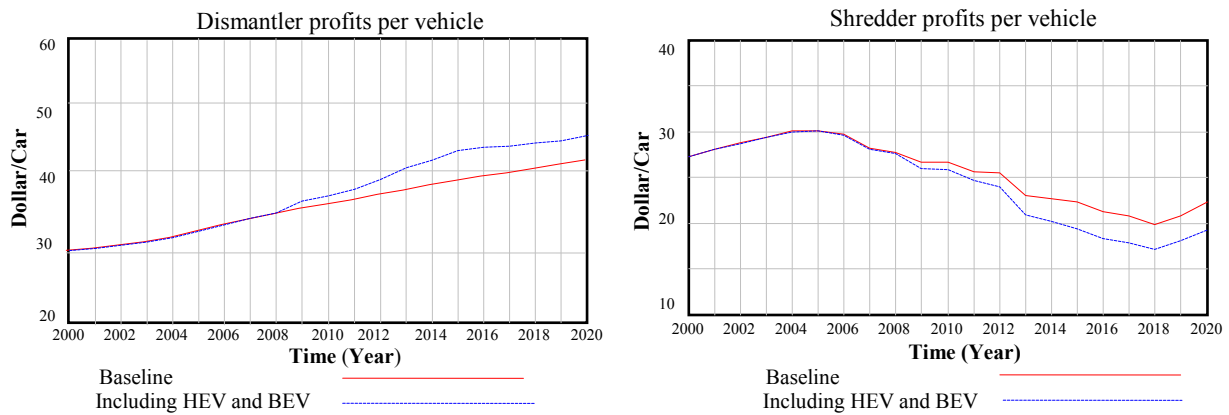 Dismantler profits per vehicle
60
50
40
30
20
Dollar/Car
2000 2002 2004 2006 2008 2010 2012 2014 2016 2018 2020
Time (Year)
Baseline
Including HEV and BEV
Shredder profits per vehicle
40
30
20
10
Dollar/Car
2000 2002 2004 2006 2008 2010 2012 2014 2016 2018 2020
Time (Year)
Baseline
Including HEV and BEV